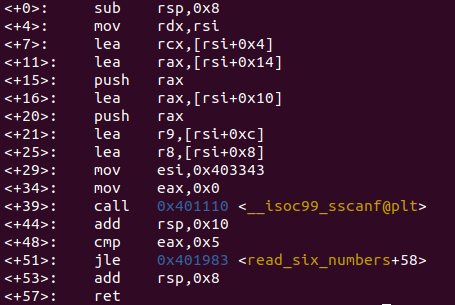 <+0>: sub rsp,0x8
<+4>: mov rdx,rsi
<+7>: lea rcx,[rsi+0x4]
<+11>: lea rax,[rsi+0x14]
<+15>: push rax
<+16>: lea rax,[rsi+0x10]
<+20>: push rax
<+21>: lea r9,[rsi+0xc]
<+25>: lea r8,[rsi+0x8]
<+29>: mov esi,0x403343
<+34>: mov eax,0x0
<+39>: call 0x401110 <__isoc99_sscanf@plt>
<+44>: add rsp,0x10
<+48>: cmp eax,0x5
<+51>: jle 0x401983 <read_six_numbers+58>
<+53>: add rsp,0x8
<+57>: ret